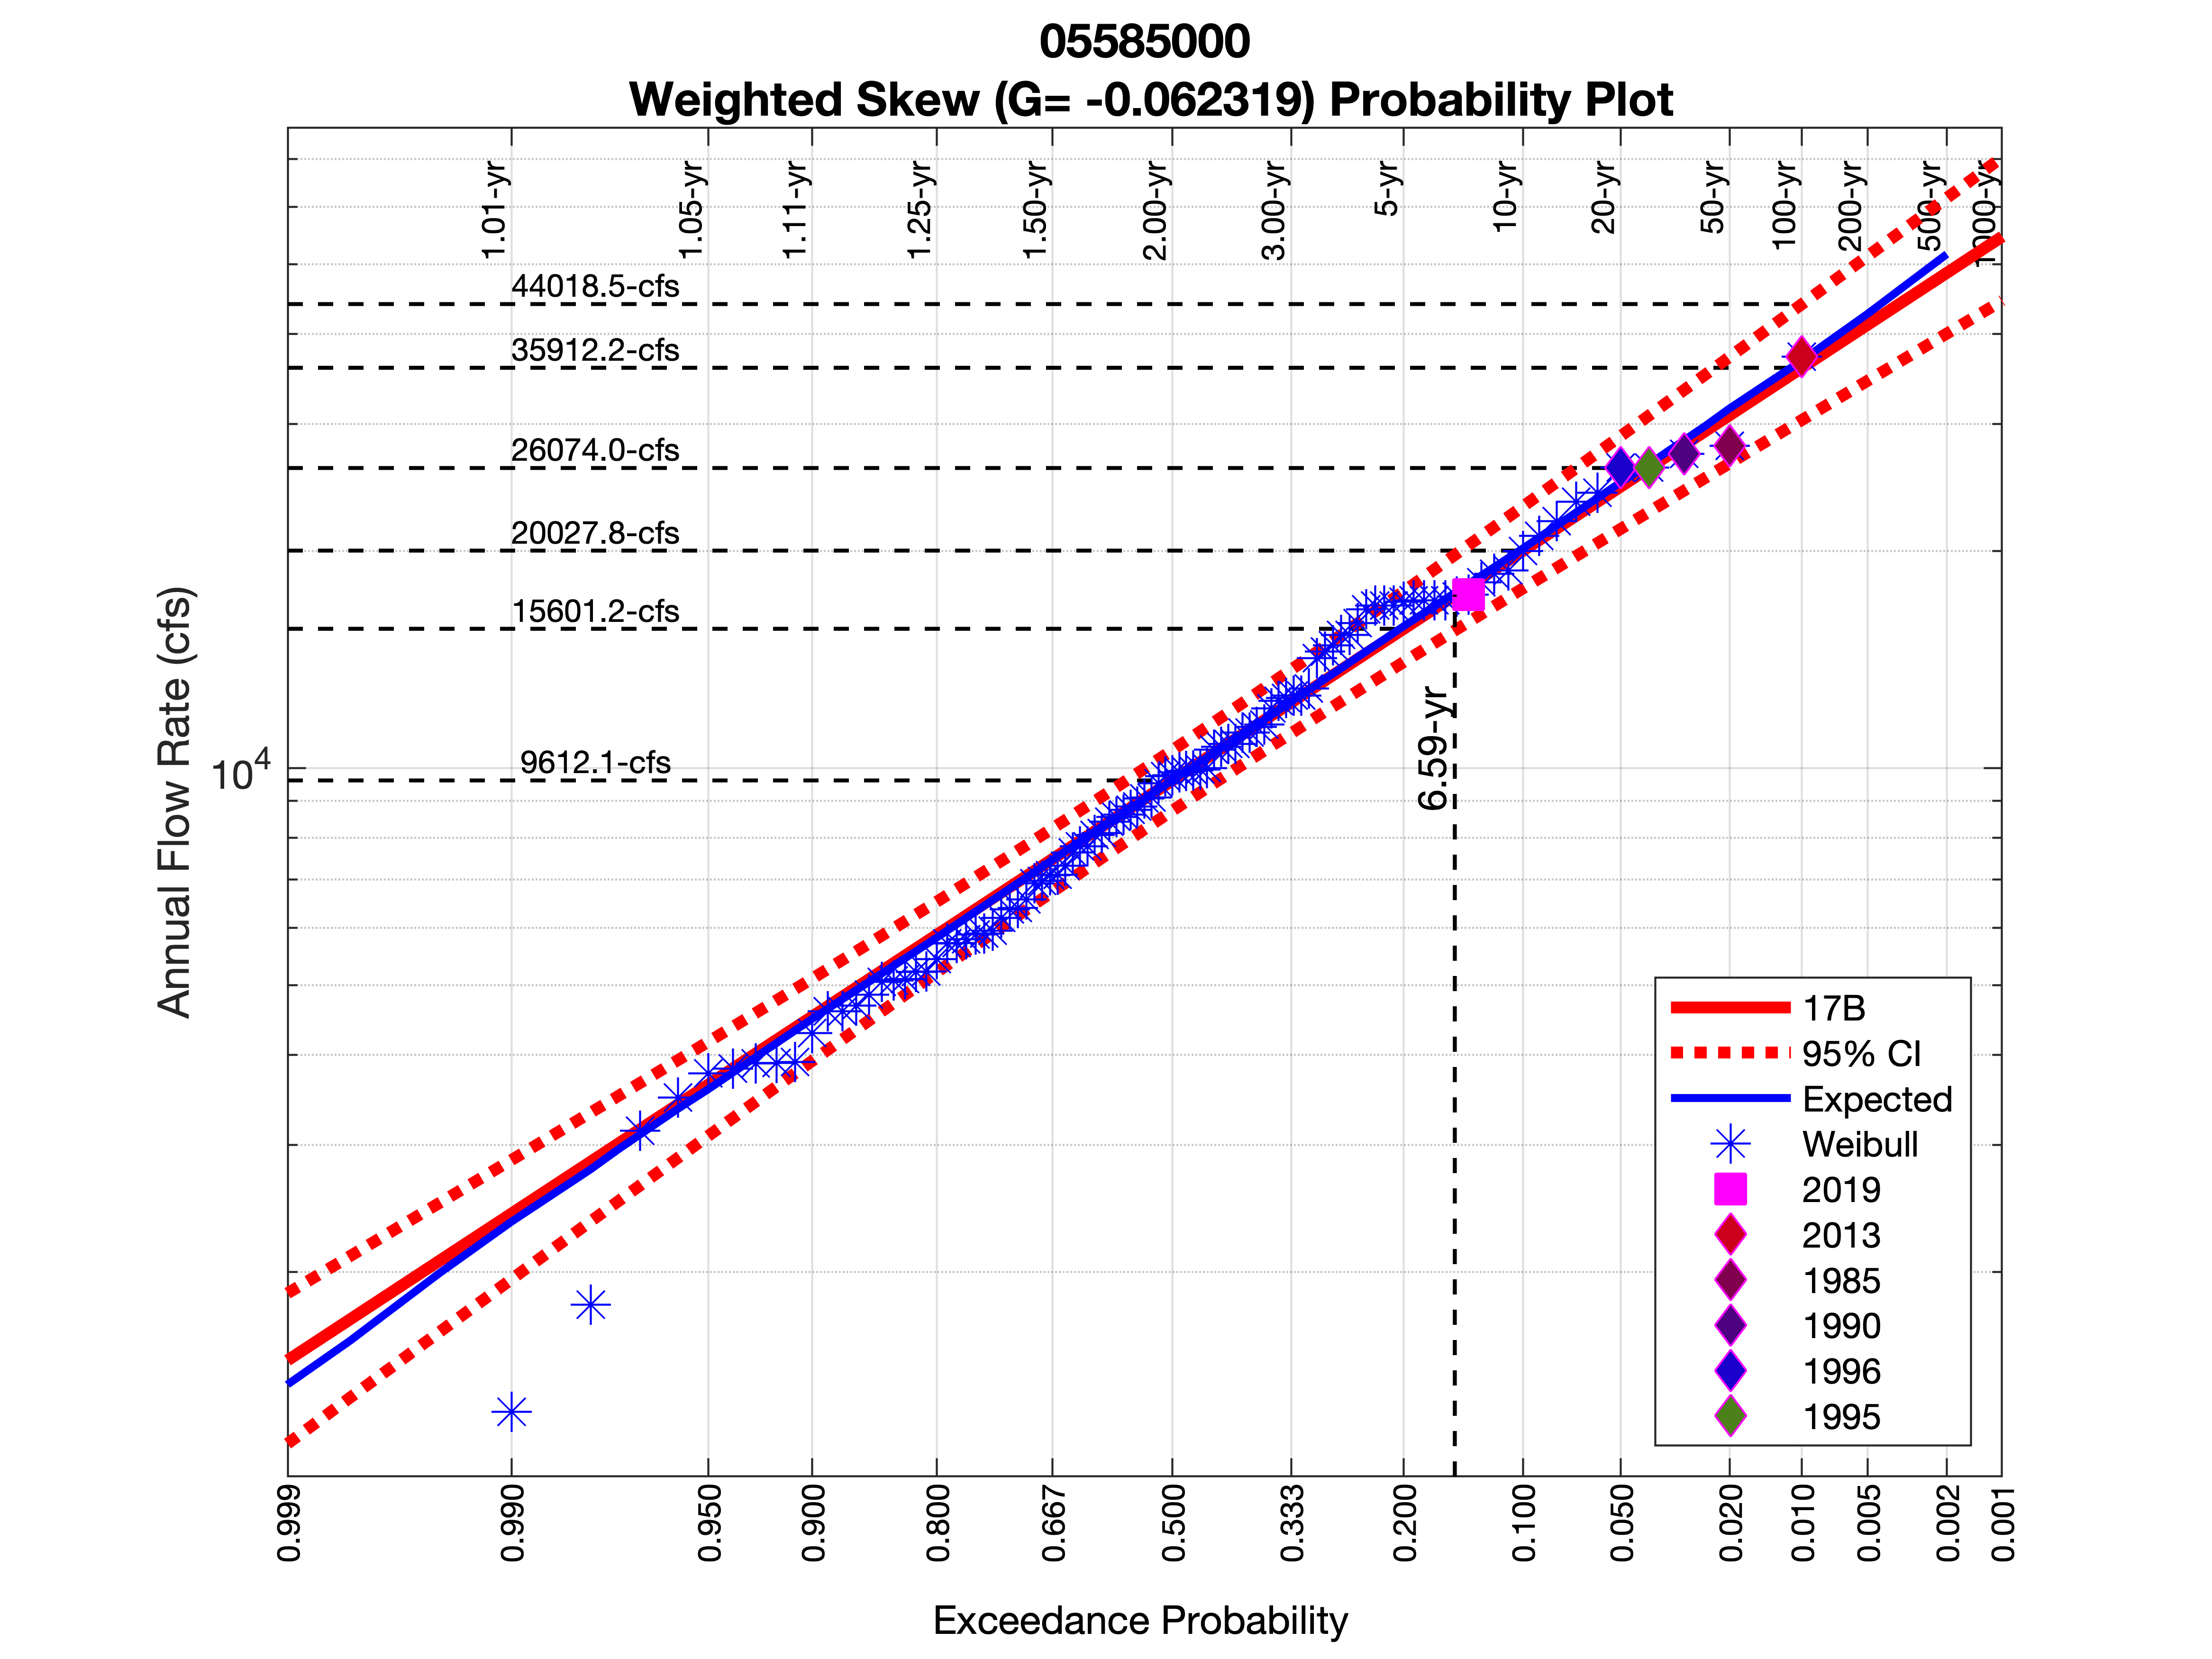 05585000
Weighted Skew (G= -0.062319) Probability Plot
1.01-yr
1.05-yr
1.11-yr
1.25-yr
1.50-yr
2.00-yr
3.00-yr
5-yr
10-yr
20-yr
50-yr
100-yr
200-yr
500-yr
44018.5-cfs
35912.2-cfs
26074.0-cfs
20027.8-cfs
15601.2-cfs
9612.1-cfs
6.59-yr
10⁴
Annual Flow Rate (cfs)
17B
95% CI
Expected
Weibull
2019
2013
1985
1990
1996
1995
0.999
0.990
0.950
0.900
0.800
0.667
0.500
0.333
0.200
0.100
0.050
0.020
0.010
0.005
0.002
0.001
Exceedance Probability